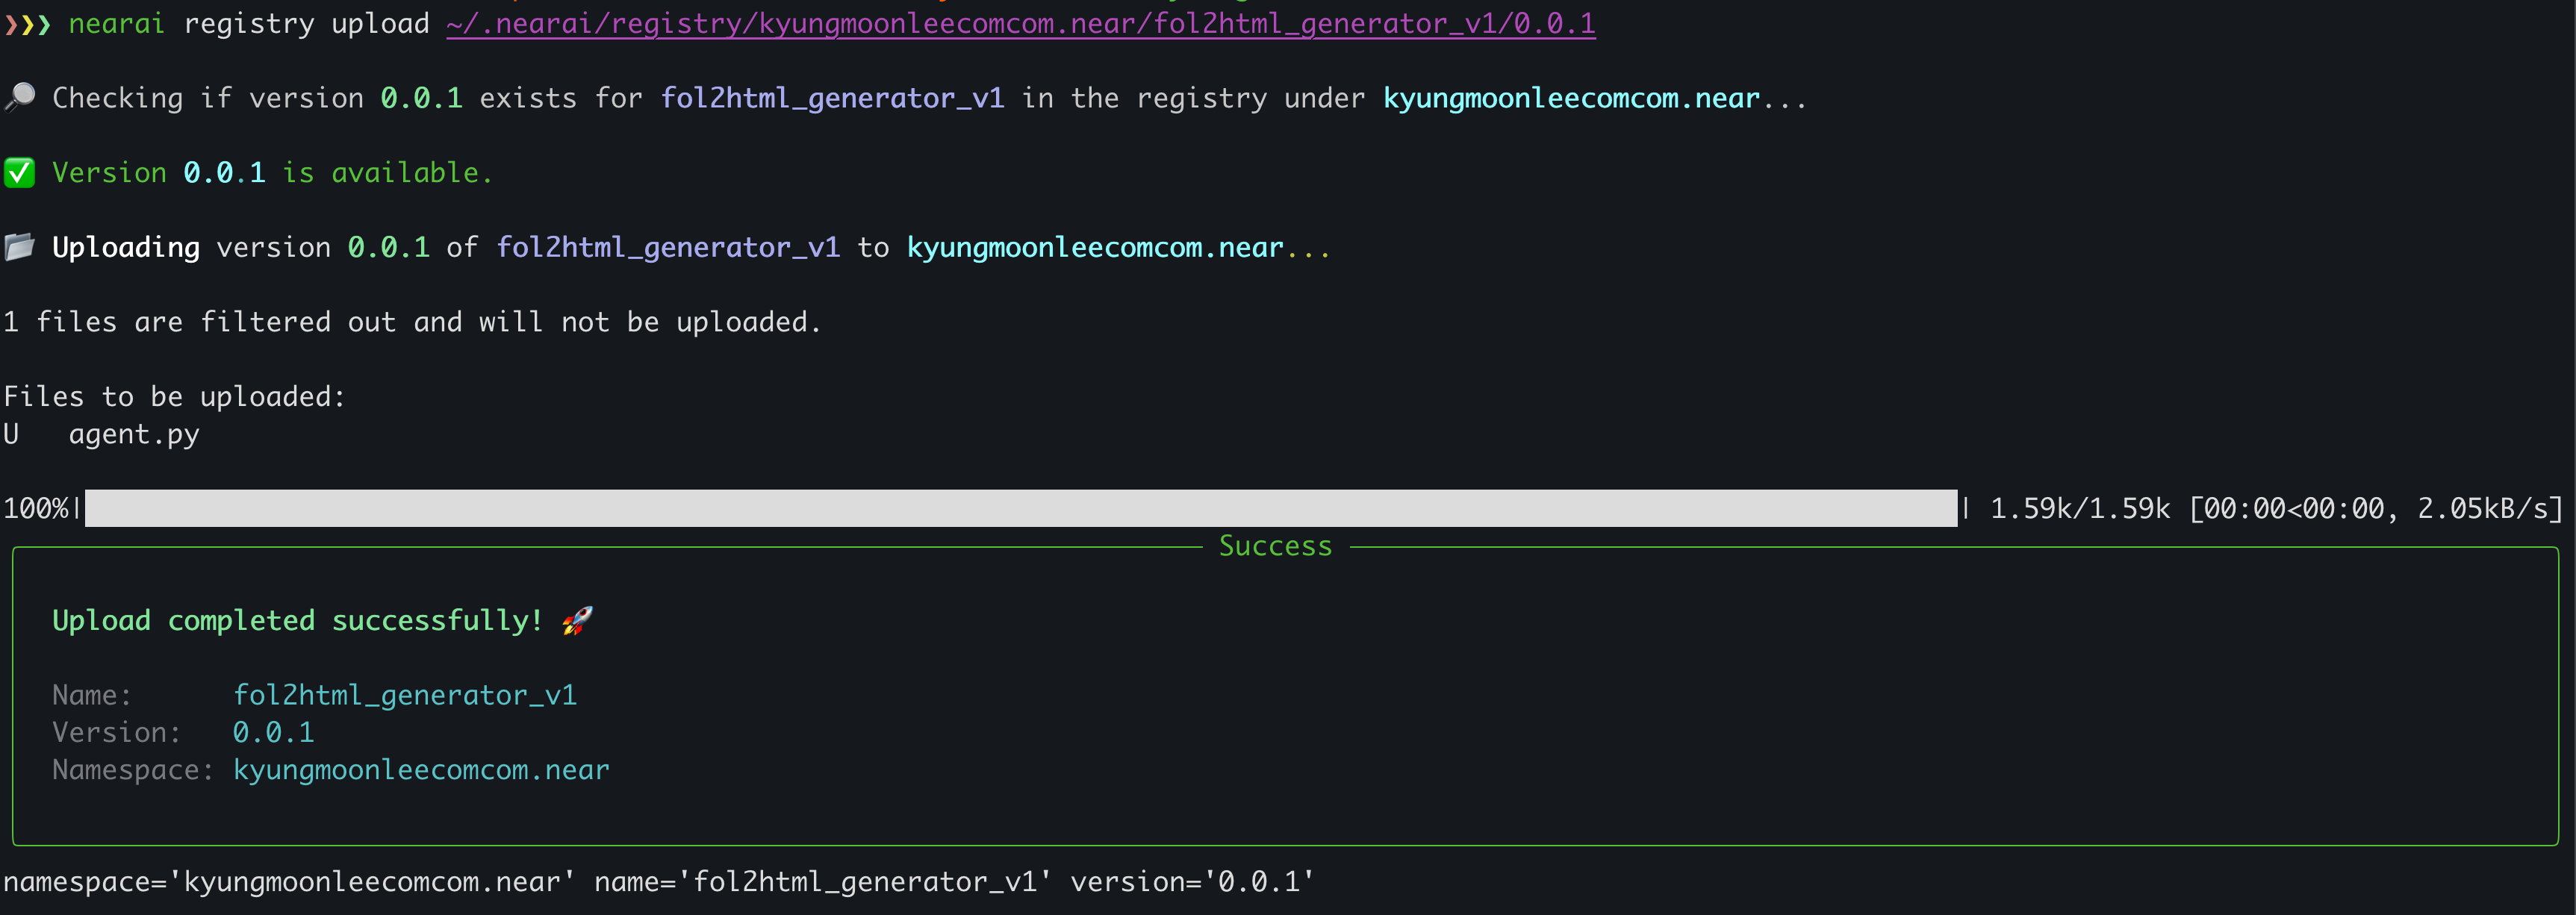 ❯❯❯ nearai registry upload ~/.nearai/registry/kyungmoonleecomcom.near/fol2html_generator_v1/0.0.1
🔎 Checking if version 0.0.1 exists for fol2html_generator_v1 in the registry under kyungmoonleecomcom.near...
✅ Version 0.0.1 is available.
📂 Uploading version 0.0.1 of fol2html_generator_v1 to kyungmoonleecomcom.near...
1 files are filtered out and will not be uploaded.
Files to be uploaded:
U   agent.py
100%| | 1.59k/1.59k [00:00<00:00, 2.05kB/s]
Success
Upload completed successfully! 🚀
Name: fol2html_generator_v1
Version: 0.0.1
Namespace: kyungmoonleecomcom.near
namespace='kyungmoonleecomcom.near' name='fol2html_generator_v1' version='0.0.1'